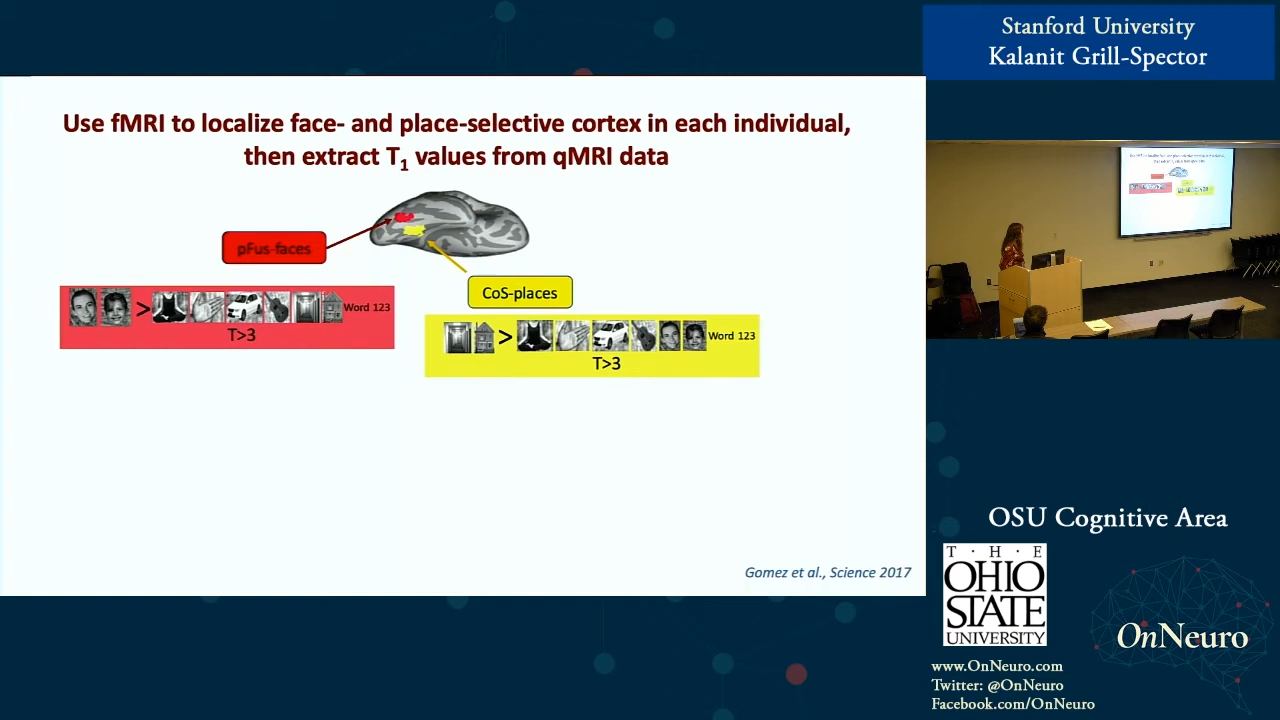 Stanford University
Kalanit Grill-Spector
Use fMRI to localize face- and place-selective cortex in each individual,
then extract T1 values from qMRI data
pFus-faces
CoS-places
> Word 123
T>3
> Word 123
T>3
Gomez et al., Science 2017
OSU Cognitive Area
T · H · E
OHIO
STATE
UNIVERSITY
OnNeuro
www.OnNeuro.com
Twitter: @OnNeuro
Facebook.com/OnNeuro